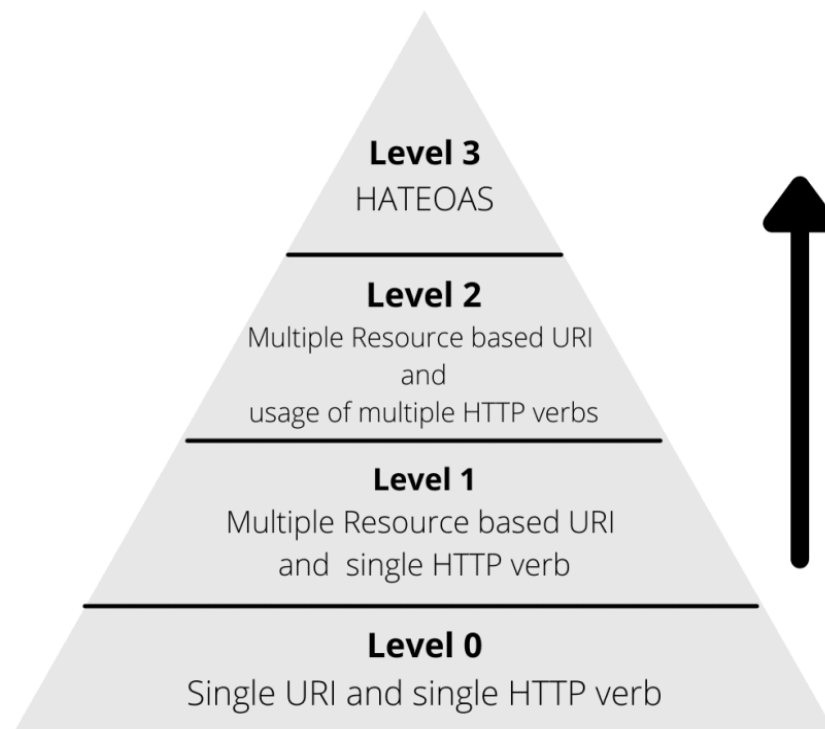 Level 3
HATEOAS
Level 2
Multiple Resource based URI
and
usage of multiple HTTP verbs
Level 1
Multiple Resource based URI
and single HTTP verb
Level 0
Single URI and single HTTP verb